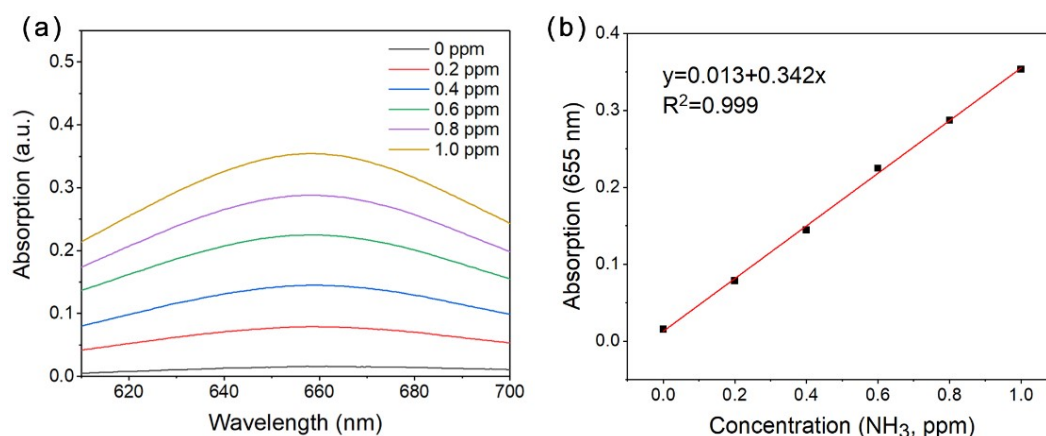 (a)
0.5
0.4
0.3
0.2
0.1
0.0
Absorption (a.u.)
0 ppm
0.2 ppm
0.4 ppm
0.6 ppm
0.8 ppm
1.0 ppm
620 640 660 680 700
Wavelength (nm)
(b)
0.4
0.3
0.2
0.1
0.0
Absorption (655 nm)
y=0.013+0.342x
R²=0.999
0.0 0.2 0.4 0.6 0.8 1.0
Concentration (NH₃, ppm)